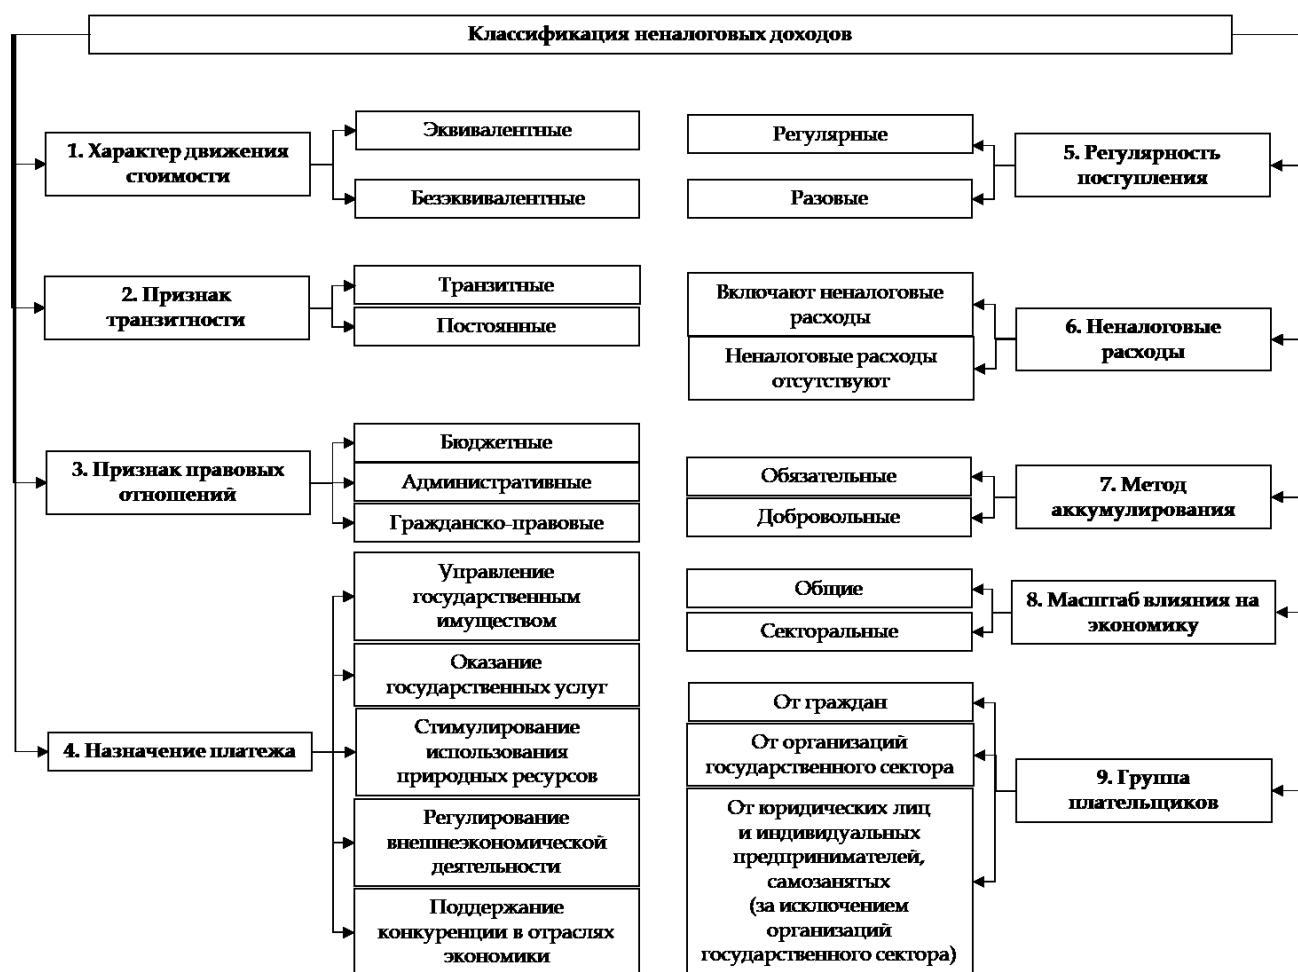 Классификация неналоговых доходов
1. Характер движения
стоимости
Эквивалентные
Безэквивалентные
2. Признак
транзитности
Транзитные
Постоянные
3. Признак правовых
отношений
Бюджетные
Административные
Гражданско-правовые
4. Назначение платежа
Управление
государственным
имуществом
Оказание
государственных услуг
Стимулирование
использования
природных ресурсов
Регулирование
внешнеэкономической
деятельности
Поддержание
конкуренции в отраслях
экономики
5. Регулярность
поступления
Регулярные
Разовые
6. Неналоговые
расходы
Включают неналоговые
расходы
Неналоговые расходы
отсутствуют
7. Метод
аккумулирования
Обязательные
Добровольные
8. Масштаб влияния на
экономику
Общие
Секторальные
9. Группа
плательщиков
От граждан
От организаций
государственного сектора
От юридических лиц
и индивидуальных
предпринимателей,
самозанятых
(за исключением
организаций
государственного сектора)